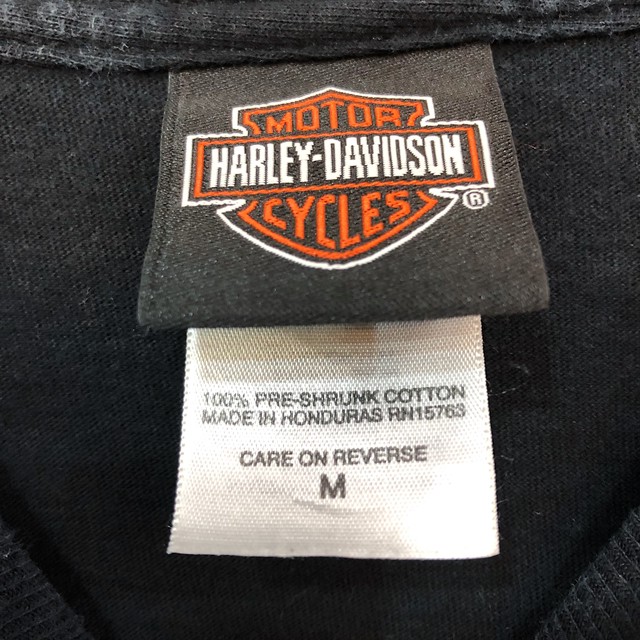 MOTOR
HARLEY-DAVIDSON
CYCLES
®
100% PRE-SHRUNK COTTON
MADE IN HONDURAS RN15763
CARE ON REVERSE
M